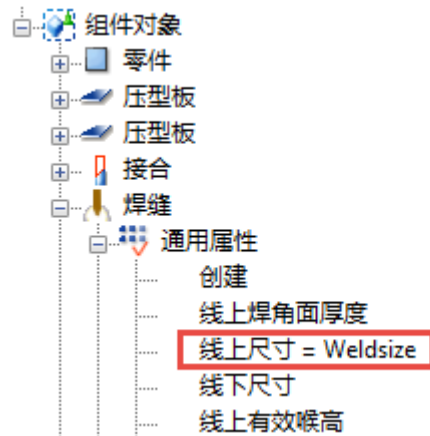 组件对象
零件
压型板
压型板
接合
焊缝
通用属性
创建
线上焊角面厚度
线上尺寸 = Weldsize
线下尺寸
线上有效喉高